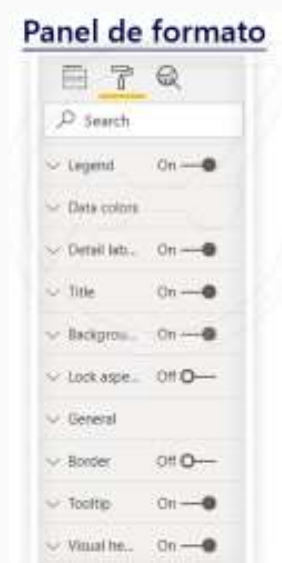 Panel de formato
Search
Legend On
Data colors
Detail lab... On
Title On
Backgrou... On
Lock aspe... Off
General
Border Off
Tooltip On
Visual he... On